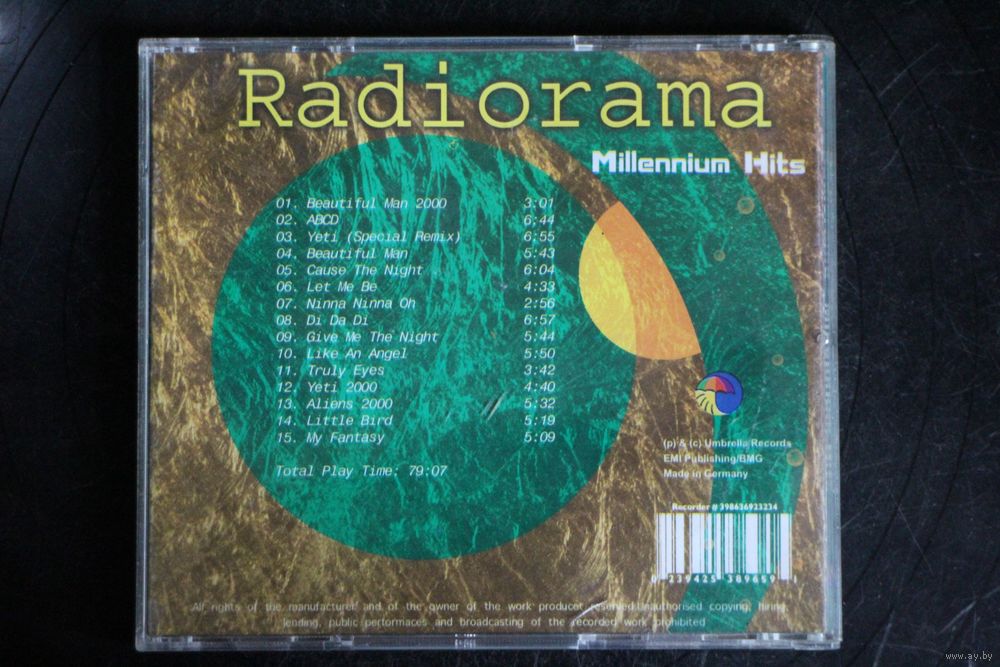 Radiorama
Millennium Hits
01. Beautiful Man 2000 3:01
02. ABCD 6:44
03. Yeti (Special Remix) 6:55
04. Beautiful Man 5:43
05. Cause The Night 6:04
06. Let Me Be 4:33
07. Ninna Ninna Oh 2:56
08. Di Da Di 6:57
09. Give Me The Night 5:44
10. Like An Angel 5:50
11. Truly Eyes 3:42
12. Yeti 2000 4:40
13. Aliens 2000 5:32
14. Little Bird 5:19
15. My Fantasy 5:09
Total Play Time: 79:07
(p) & (c) Umbrella Records
EMI Publishing/BMG
Made in Germany
Recorder # 398636923234
0 239425 389659 1
All rights of the manufacturer and of the owner of the work producet reserved.Unauthorised copying, hiring,
lending, public performaces and broadcasting of the recorded work prohibited
www.ay.by